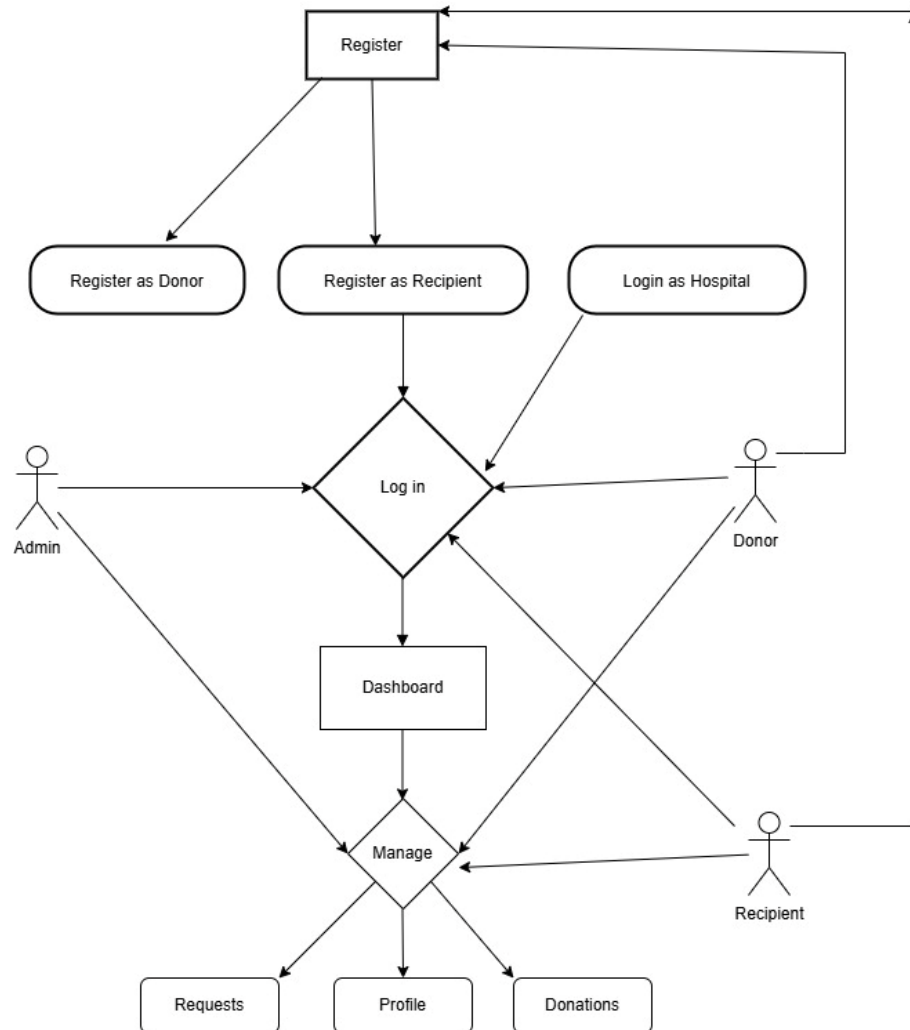 Register
Register as Donor
Register as Recipient
Login as Hospital
Log in
Admin
Donor
Dashboard
Manage
Recipient
Requests
Profile
Donations